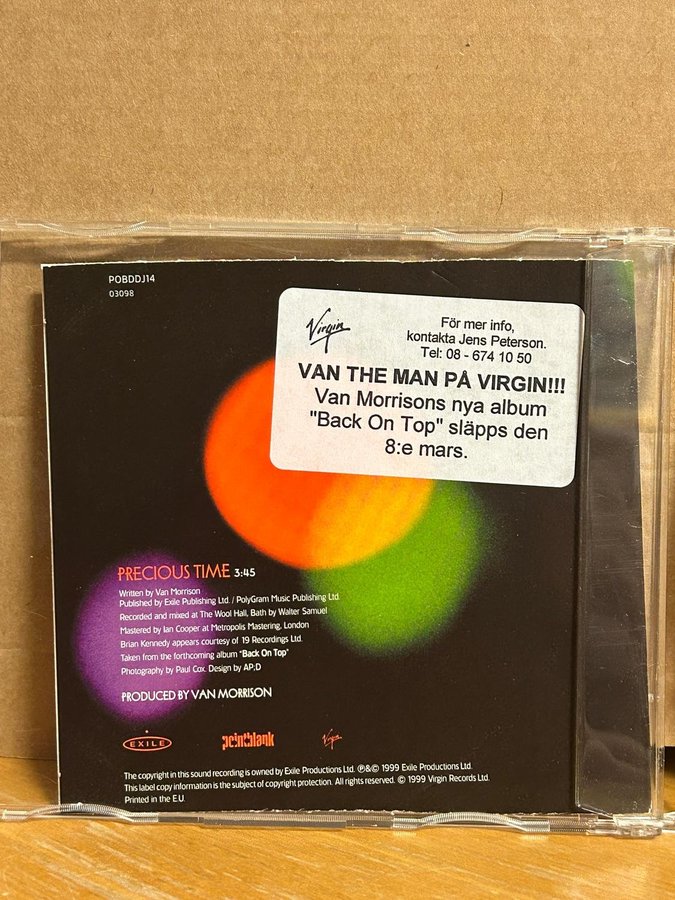 POBDDJ14
03098
Virgin
För mer info,
kontakta Jens Peterson.
Tel: 08 - 674 10 50
VAN THE MAN PÅ VIRGIN!!!
Van Morrisons nya album
"Back On Top" släpps den
8:e mars.
PRECIOUS TIME 3:45
Written by Van Morrison
Published by Exile Publishing Ltd. / PolyGram Music Publishing Ltd.
Recorded and mixed at The Wool Hall, Bath by Walter Samuel
Mastered by Ian Cooper at Metropolis Mastering, London
Brian Kennedy appears courtesy of 19 Recordings Ltd.
Taken from the forthcoming album "Back On Top"
Photography by Paul Cox. Design by AP;D
PRODUCED BY VAN MORRISON
EXILE pointblank Virgin
The copyright in this sound recording is owned by Exile Productions Ltd. ℗&© 1999 Exile Productions Ltd.
This label copy information is the subject of copyright protection. All rights reserved. © 1999 Virgin Records Ltd.
Printed in the E.U.